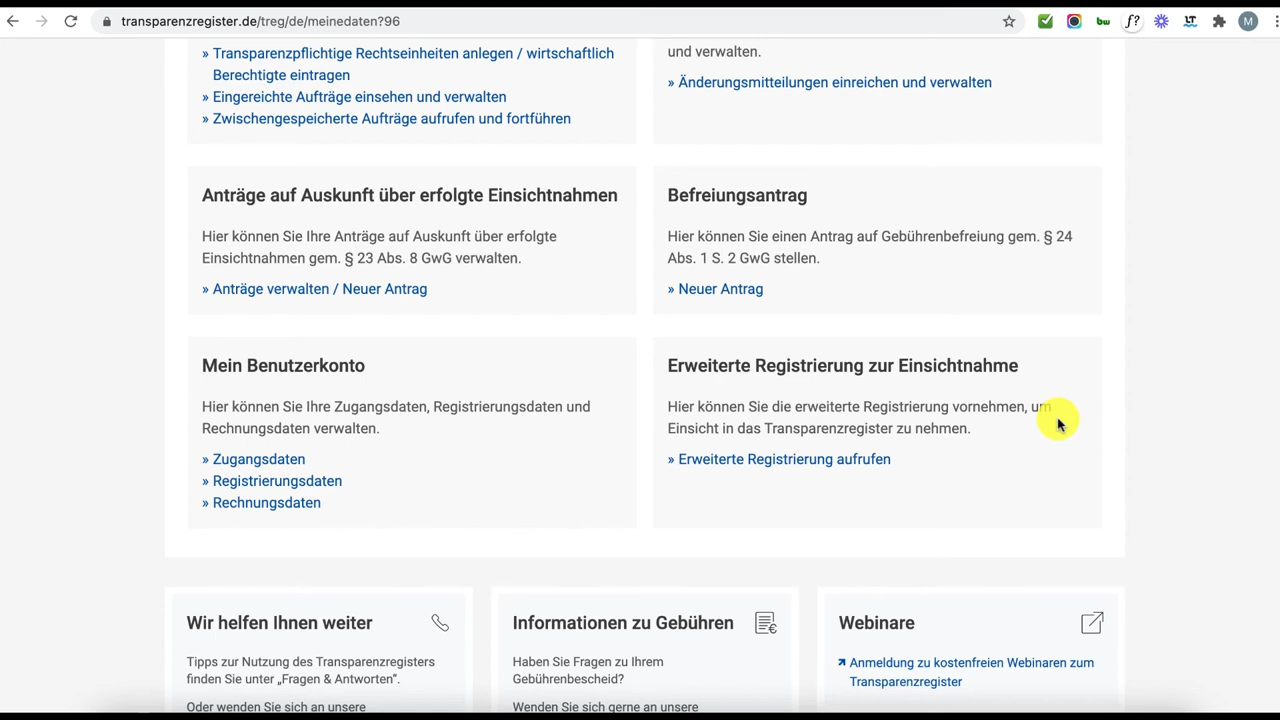 transparenzregister.de/treg/de/meinedaten?96
bw
f?
LT
M
» Transparenzpflichtige Rechtseinheiten anlegen / wirtschaftlich
Berechtigte eintragen
» Eingereichte Aufträge einsehen und verwalten
» Zwischengespeicherte Aufträge aufrufen und fortführen
und verwalten.
» Änderungsmitteilungen einreichen und verwalten
Anträge auf Auskunft über erfolgte Einsichtnahmen
Hier können Sie Ihre Anträge auf Auskunft über erfolgte
Einsichtnahmen gem. § 23 Abs. 8 GwG verwalten.
» Anträge verwalten / Neuer Antrag
Befreiungsantrag
Hier können Sie einen Antrag auf Gebührenbefreiung gem. § 24
Abs. 1 S. 2 GwG stellen.
» Neuer Antrag
Mein Benutzerkonto
Hier können Sie Ihre Zugangsdaten, Registrierungsdaten und
Rechnungsdaten verwalten.
» Zugangsdaten
» Registrierungsdaten
» Rechnungsdaten
Erweiterte Registrierung zur Einsichtnahme
Hier können Sie die erweiterte Registrierung vornehmen, um
Einsicht in das Transparenzregister zu nehmen.
» Erweiterte Registrierung aufrufen
Wir helfen Ihnen weiter
Tipps zur Nutzung des Transparenzregisters
finden Sie unter „Fragen & Antworten“.
Oder wenden Sie sich an unsere
Informationen zu Gebühren
Haben Sie Fragen zu Ihrem
Gebührenbescheid?
Wenden Sie sich gerne an unsere
Webinare
Anmeldung zu kostenfreien Webinaren zum
Transparenzregister